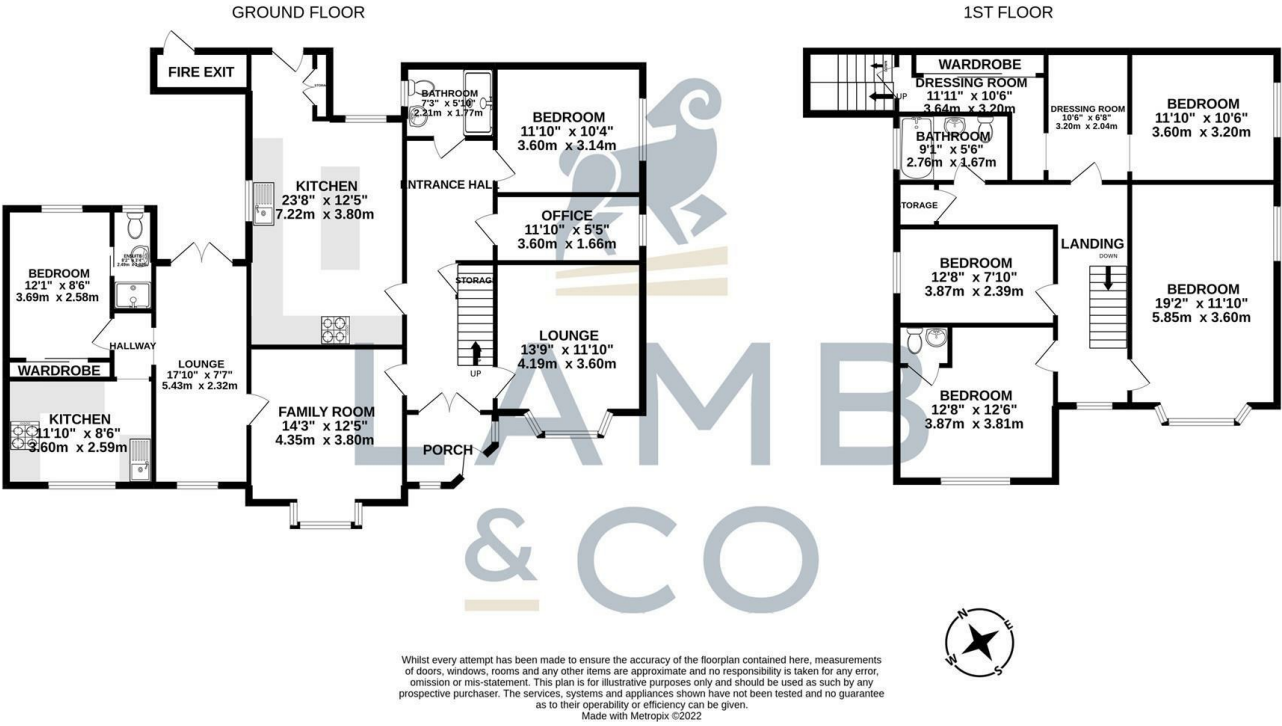 GROUND FLOOR
1ST FLOOR
FIRE EXIT
BATHROOM
7'3" x 5'10"
2.21m x 1.77m
BEDROOM
11'10" x 10'4"
3.60m x 3.14m
KITCHEN
23'8" x 12'5"
7.22m x 3.80m
ENTRANCE HALL
OFFICE
11'10" x 5'5"
3.60m x 1.66m
BEDROOM
12'1" x 8'6"
3.69m x 2.58m
ENSUITE
STORAGE
HALLWAY
LOUNGE
17'10" x 7'7"
5.43m x 2.32m
LOUNGE
13'9" x 11'10"
4.19m x 3.60m
WARDROBE
UP
KITCHEN
11'10" x 8'6"
3.60m x 2.59m
FAMILY ROOM
14'3" x 12'5"
4.35m x 3.80m
PORCH
WARDROBE
DRESSING ROOM
11'11" x 10'6"
3.64m x 3.20m
UP
DRESSING ROOM
10'6" x 6'8"
3.20m x 2.04m
BEDROOM
11'10" x 10'6"
3.60m x 3.20m
BATHROOM
9'1" x 5'6"
2.76m x 1.67m
STORAGE
LANDING
DOWN
BEDROOM
12'8" x 7'10"
3.87m x 2.39m
BEDROOM
19'2" x 11'10"
5.85m x 3.60m
BEDROOM
12'8" x 12'6"
3.87m x 3.81m
LAMB
& CO
N
E
S
W
Whilst every attempt has been made to ensure the accuracy of the floorplan contained here, measurements
of doors, windows, rooms and any other items are approximate and no responsibility is taken for any error,
omission or mis-statement. This plan is for illustrative purposes only and should be used as such by any
prospective purchaser. The services, systems and appliances shown have not been tested and no guarantee
as to their operability or efficiency can be given.
Made with Metropix ©2022